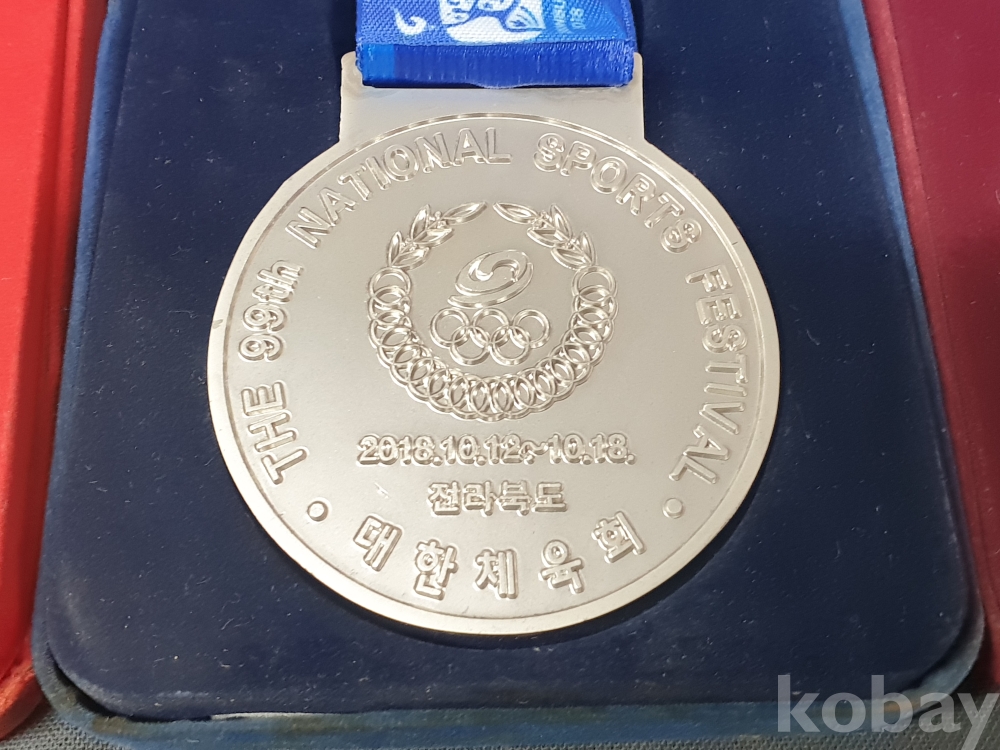 THE 99th NATIONAL SPORTS FESTIVAL
2018.10.12.~10.18.
전라북도
· 대한체육회 ·
kobay